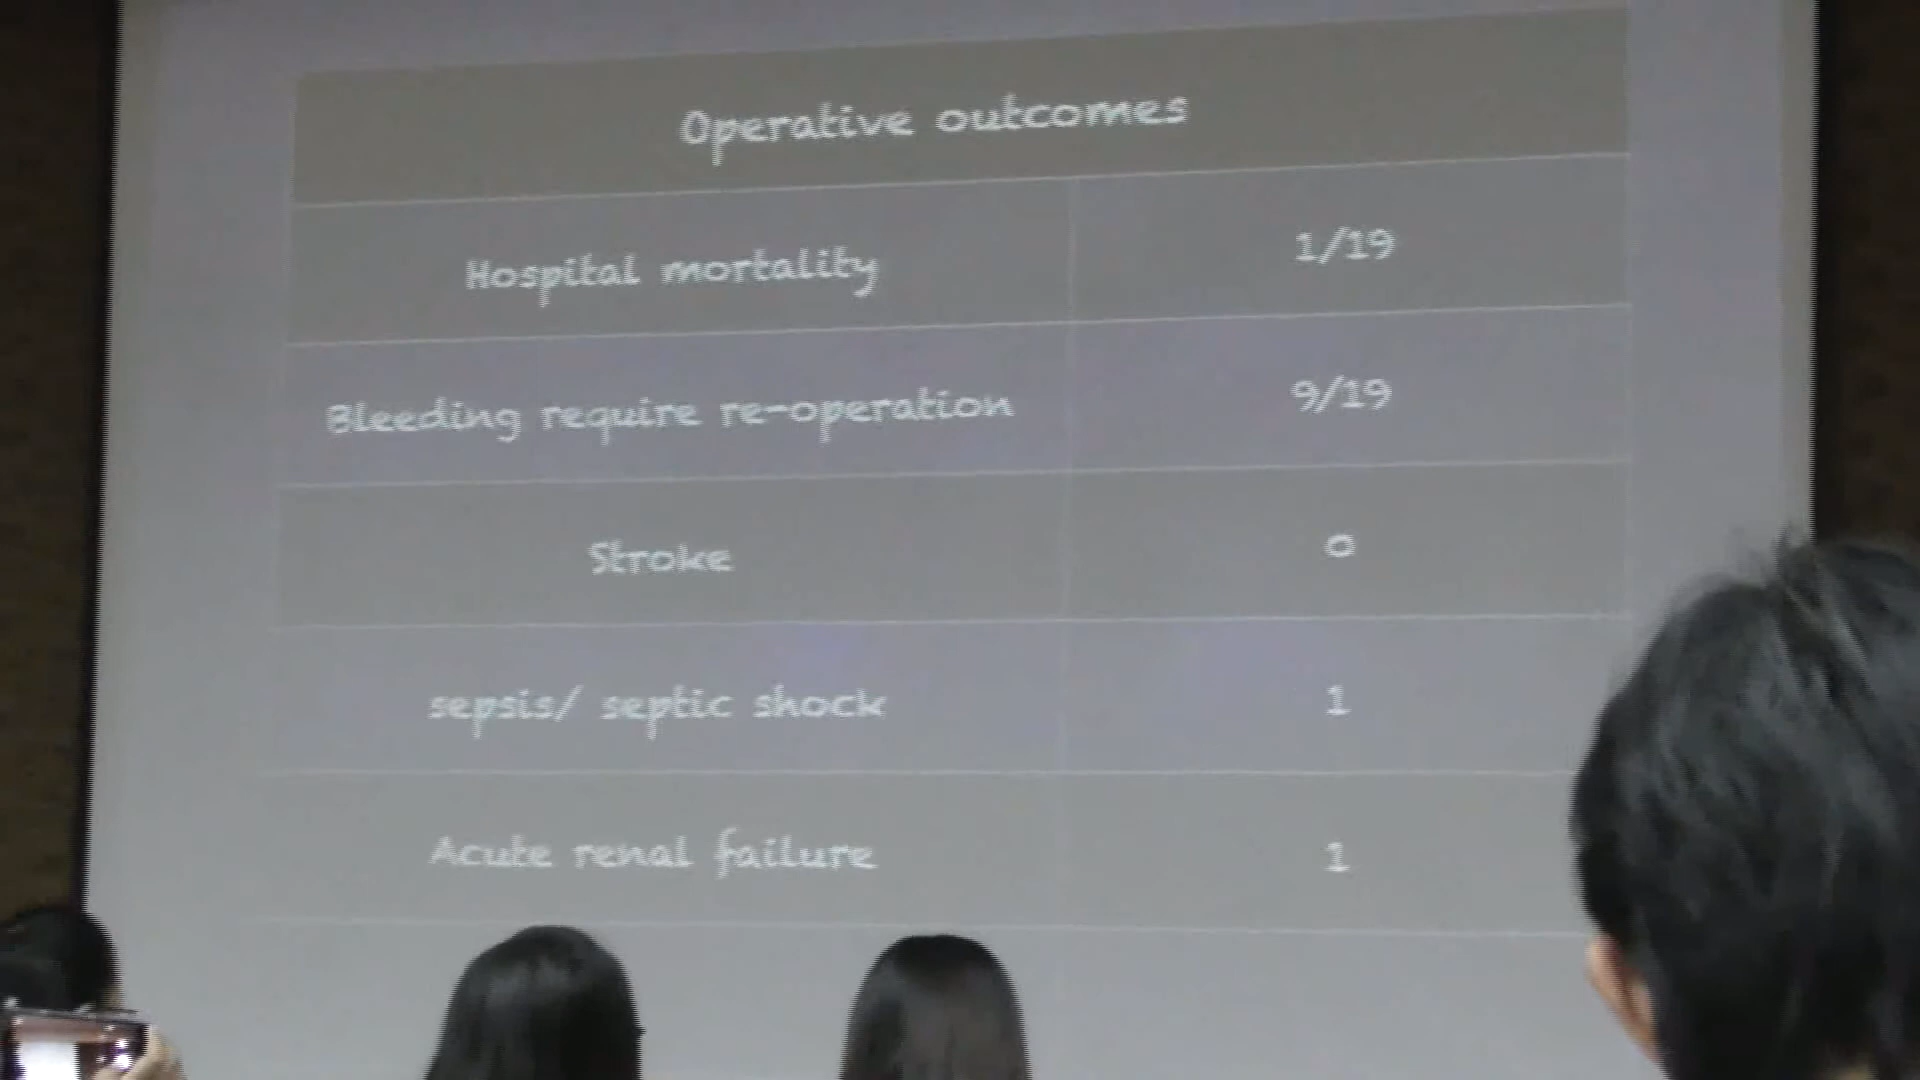 Operative outcomes
Hospital mortality 1/19
Bleeding require re-operation 9/19
Stroke 0
sepsis/ septic shock 1
Acute renal failure 1